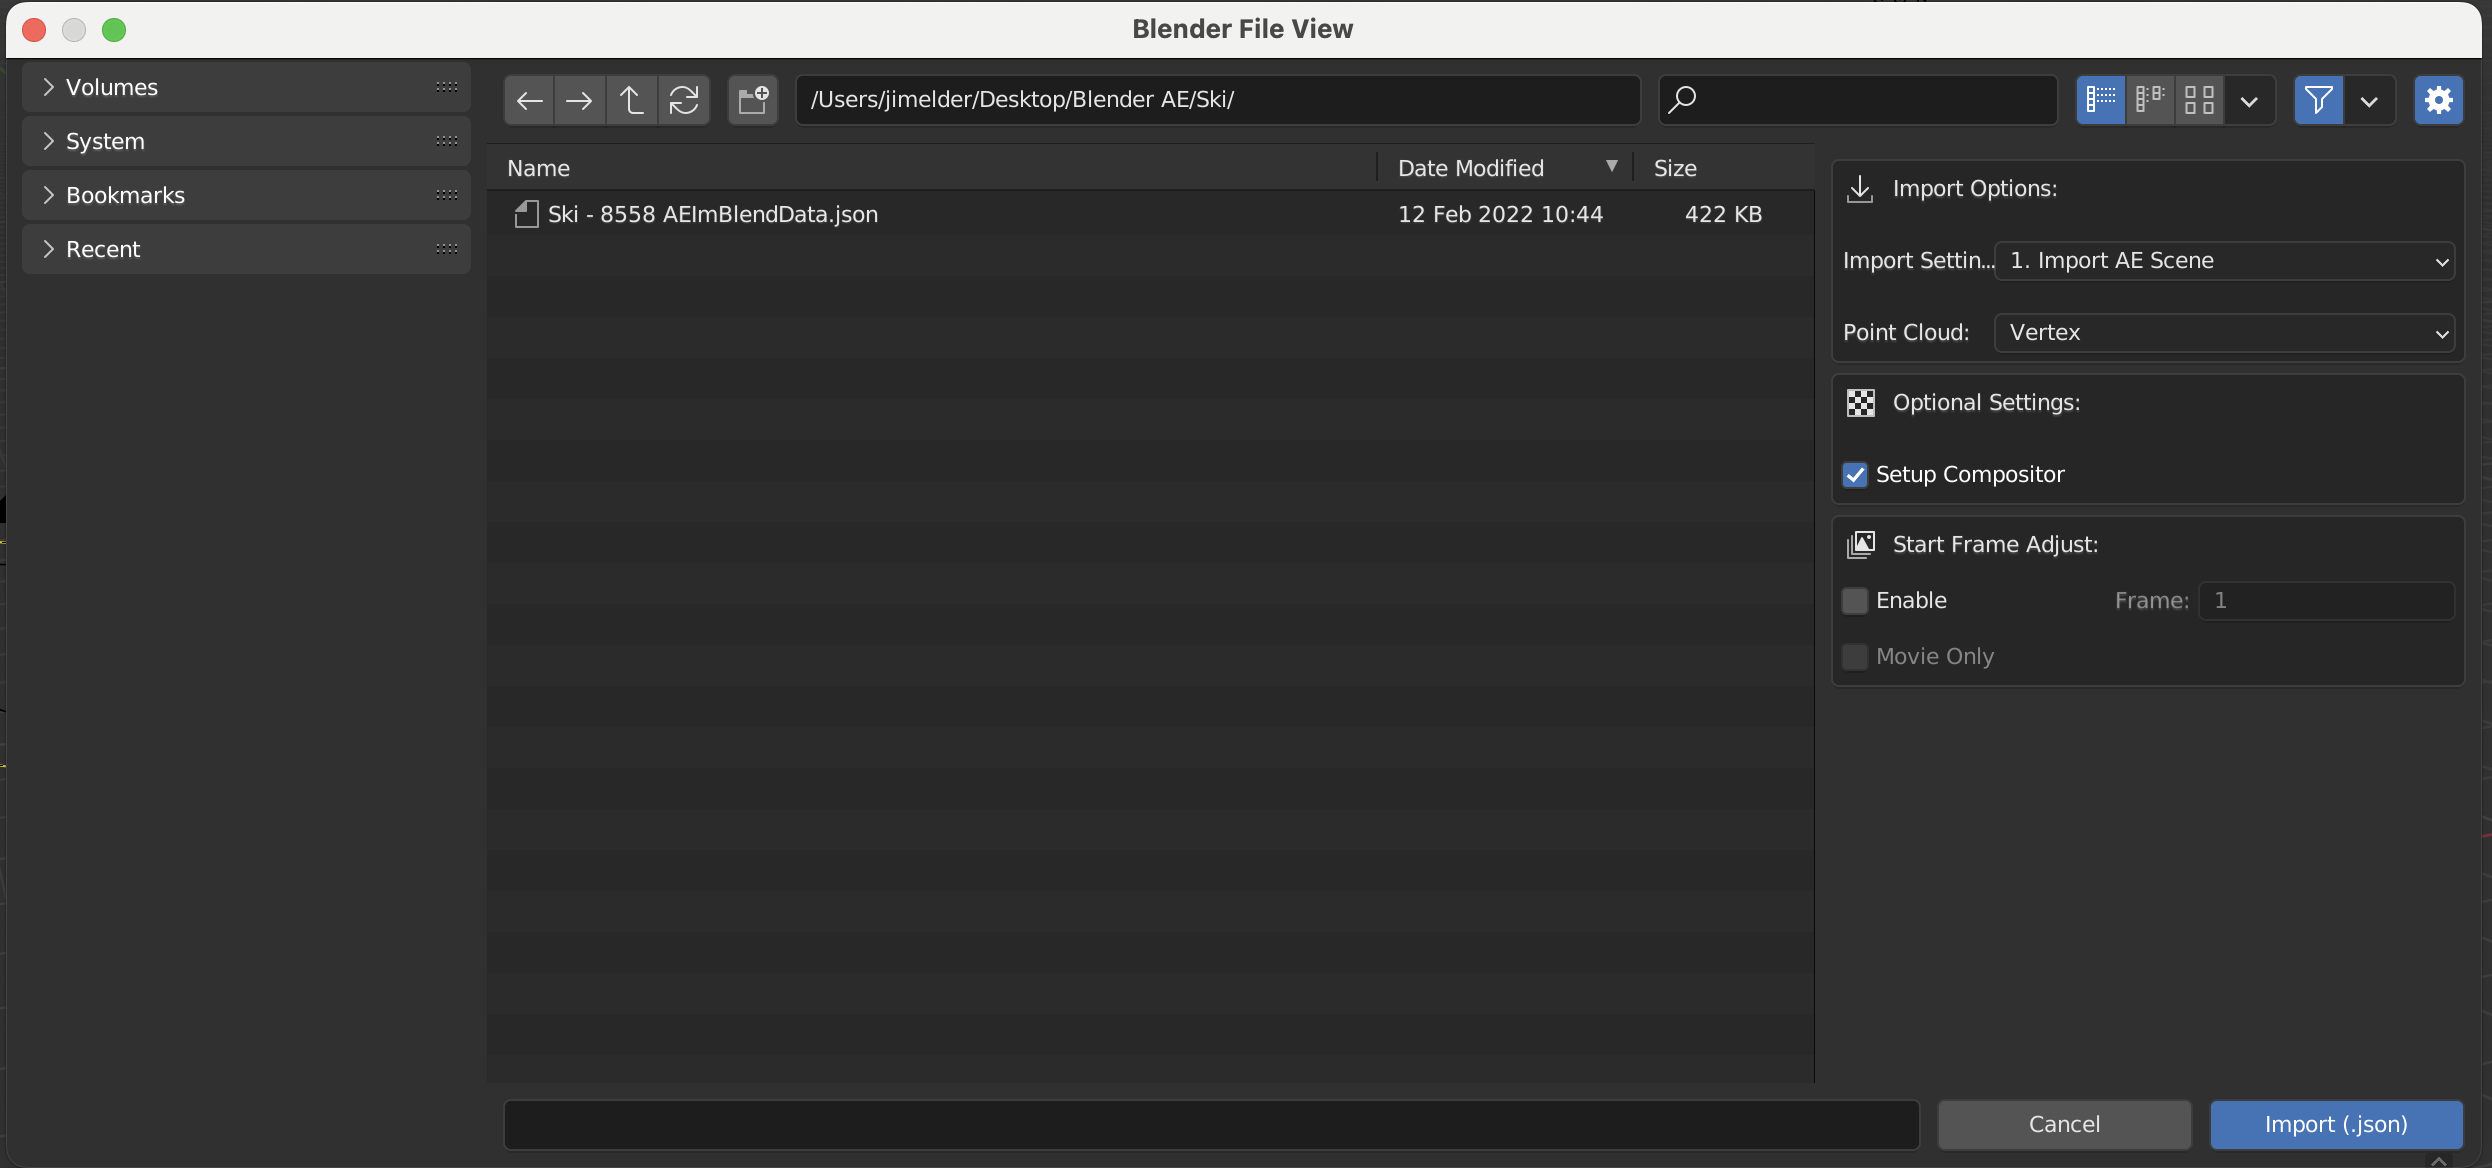 Blender File View
Volumes
System
Bookmarks
Recent
/Users/jimelder/Desktop/Blender AE/Ski/
Name Date Modified Size
Ski - 8558 AEImBlendData.json 12 Feb 2022 10:44 422 KB
Import Options:
Import Settin... 1. Import AE Scene
Point Cloud: Vertex
Optional Settings:
Setup Compositor
Start Frame Adjust:
Enable Frame: 1
Movie Only
Cancel Import (.json)